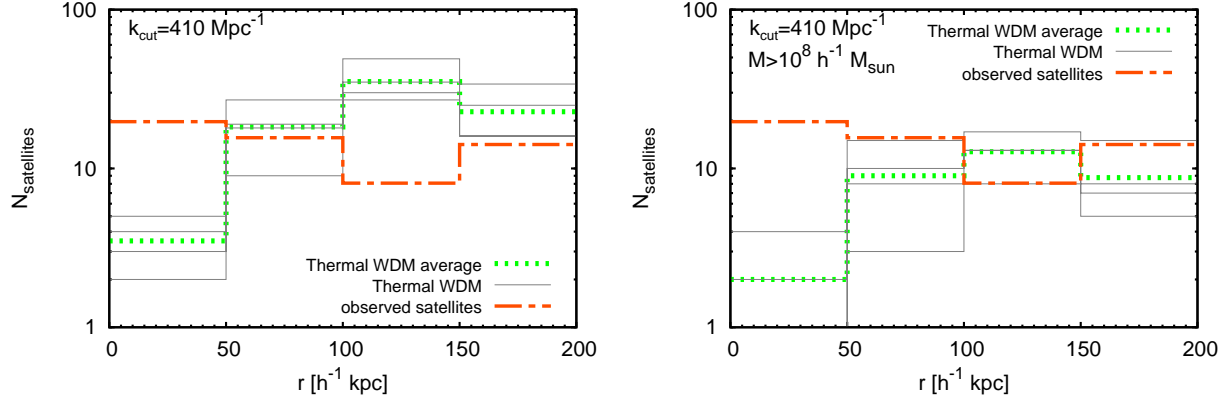 100
10
1
N_satellites
k_cut=410 Mpc^-1
Thermal WDM average
Thermal WDM
observed satellites
0 50 100 150 200
r [h^-1 kpc]
100
10
1
N_satellites
k_cut=410 Mpc^-1
M>10^8 h^-1 M_sun
Thermal WDM average
Thermal WDM
observed satellites
0 50 100 150 200
r [h^-1 kpc]